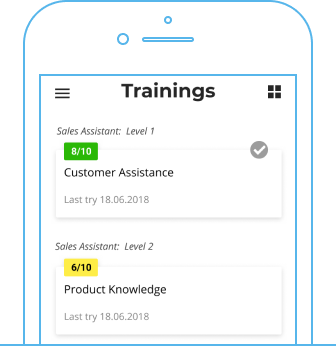 Trainings
Sales Assistant: Level 1
8/10
Customer Assistance
Last try 18.06.2018
Sales Assistant: Level 2
6/10
Product Knowledge
Last try 18.06.2018